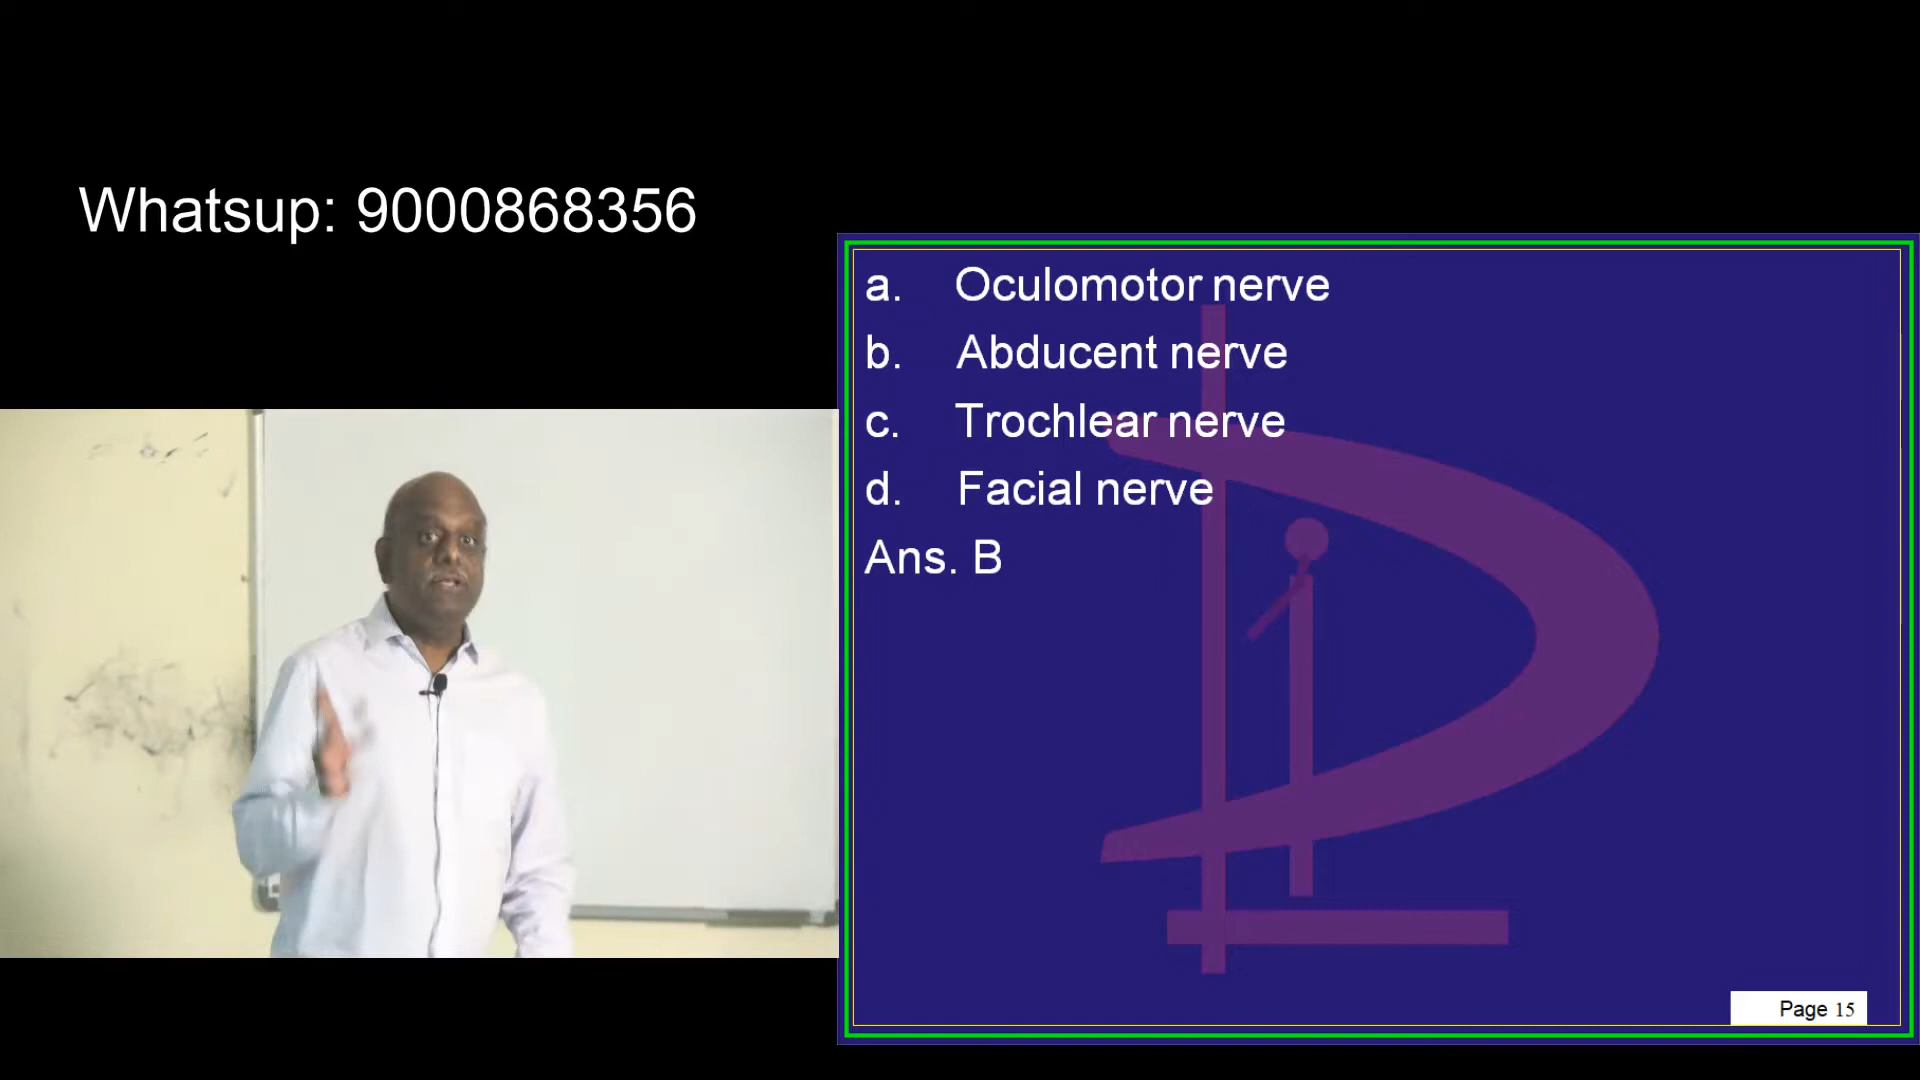 Whatsup: 9000868356
a. Oculomotor nerve
b. Abducent nerve
c. Trochlear nerve
d. Facial nerve
Ans. B
Page 15